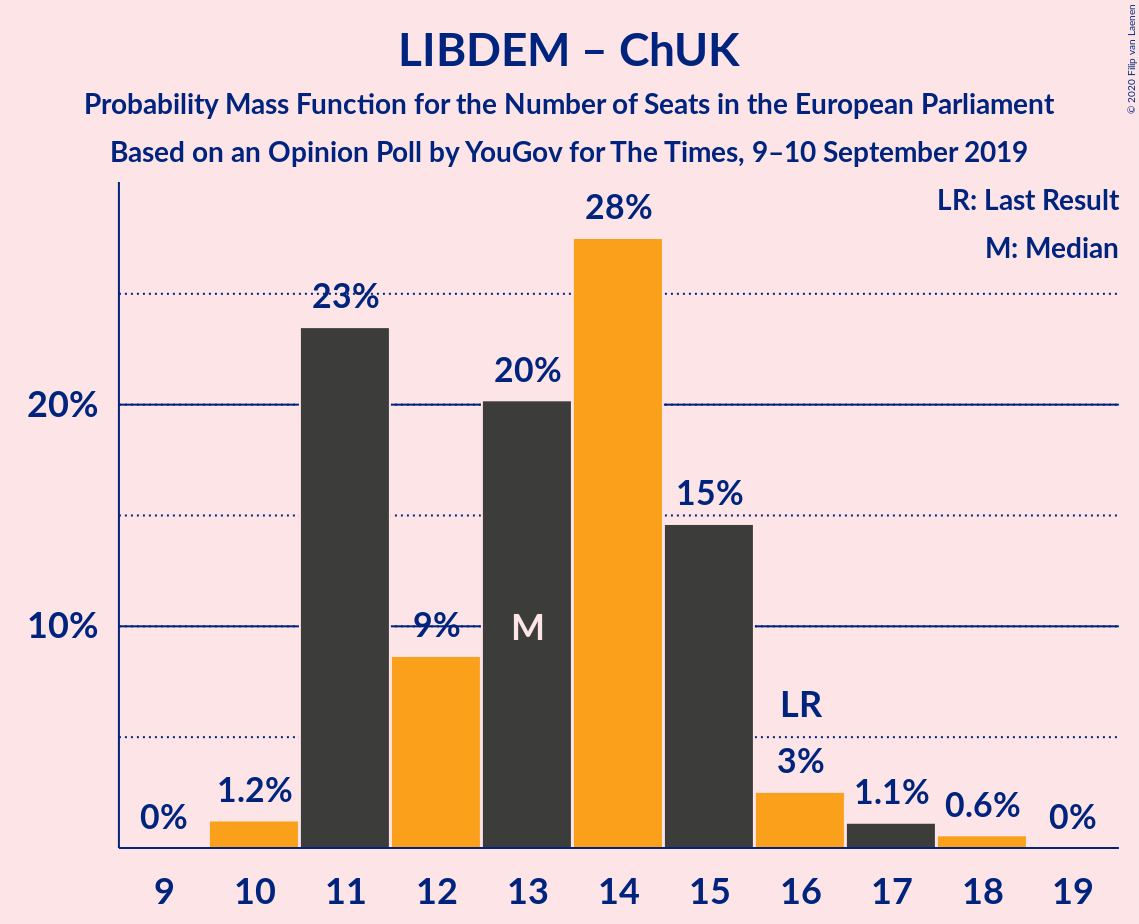 LIBDEM – ChUK
Probability Mass Function for the Number of Seats in the European Parliament
Based on an Opinion Poll by YouGov for The Times, 9–10 September 2019
© 2020 Filip van Laenen
LR: Last Result
M: Median
28%
23%
20%
20%
15%
10%
9%
M
LR
3%
1.2%
1.1%
0.6%
0%
0%
9 10 11 12 13 14 15 16 17 18 19